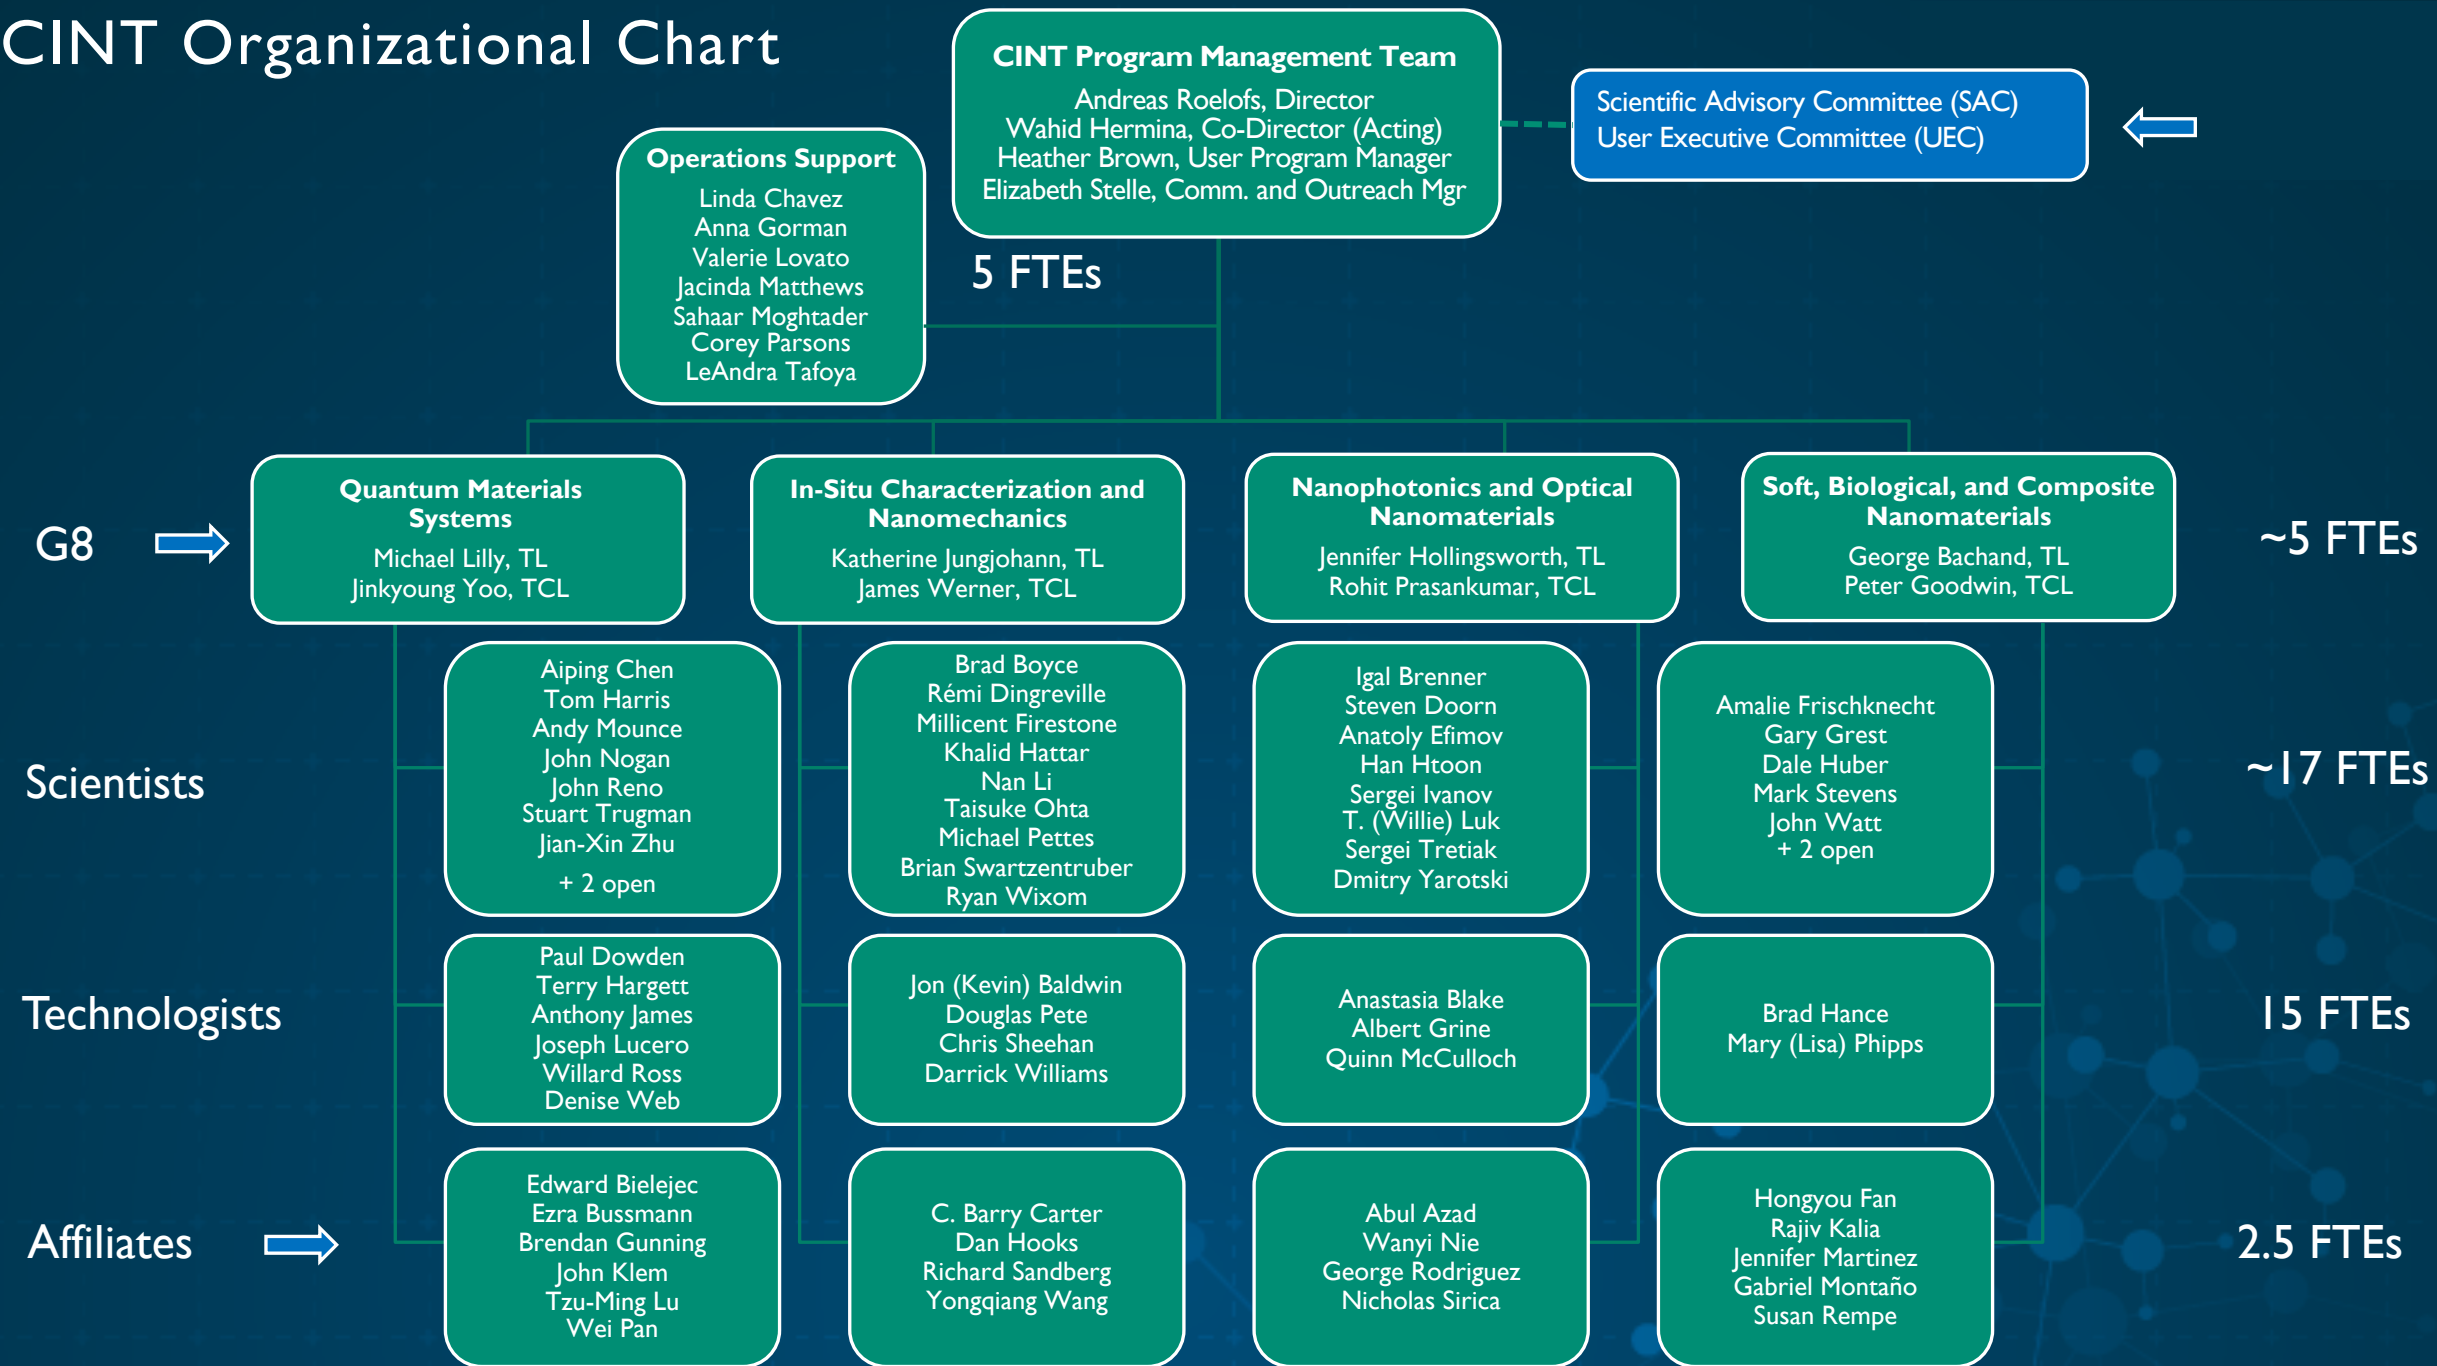 CINT Organizational Chart
CINT Program Management Team
Andreas Roelofs, Director
Wahid Hermina, Co-Director (Acting)
Heather Brown, User Program Manager
Elizabeth Stelle, Comm. and Outreach Mgr
Scientific Advisory Committee (SAC)
User Executive Committee (UEC)
Operations Support
Linda Chavez
Anna Gorman
Valerie Lovato
Jacinda Matthews
Sahaar Moghtader
Corey Parsons
LeAndra Tafoya
5 FTEs
G8
Quantum Materials
Systems
Michael Lilly, TL
Jinkyoung Yoo, TCL
In-Situ Characterization and
Nanomechanics
Katherine Jungjohann, TL
James Werner, TCL
Nanophotonics and Optical
Nanomaterials
Jennifer Hollingsworth, TL
Rohit Prasankumar, TCL
Soft, Biological, and Composite
Nanomaterials
George Bachand, TL
Peter Goodwin, TCL
~5 FTEs
Scientists
Aiping Chen
Tom Harris
Andy Mounce
John Nogan
John Reno
Stuart Trugman
Jian-Xin Zhu
+ 2 open
Brad Boyce
Rémi Dingreville
Millicent Firestone
Khalid Hattar
Nan Li
Taisuke Ohta
Michael Pettes
Brian Swartzentruber
Ryan Wixom
Igal Brenner
Steven Doorn
Anatoly Efimov
Han Htoon
Sergei Ivanov
T. (Willie) Luk
Sergei Tretiak
Dmitry Yarotski
Amalie Frischknecht
Gary Grest
Dale Huber
Mark Stevens
John Watt
+ 2 open
~17 FTEs
Technologists
Paul Dowden
Terry Hargett
Anthony James
Joseph Lucero
Willard Ross
Denise Web
Jon (Kevin) Baldwin
Douglas Pete
Chris Sheehan
Darrick Williams
Anastasia Blake
Albert Grine
Quinn McCulloch
Brad Hance
Mary (Lisa) Phipps
15 FTEs
Affiliates
Edward Bielejec
Ezra Bussmann
Brendan Gunning
John Klem
Tzu-Ming Lu
Wei Pan
C. Barry Carter
Dan Hooks
Richard Sandberg
Yongqiang Wang
Abul Azad
Wanyi Nie
George Rodriguez
Nicholas Sirica
Hongyou Fan
Rajiv Kalia
Jennifer Martinez
Gabriel Montaño
Susan Rempe
2.5 FTEs